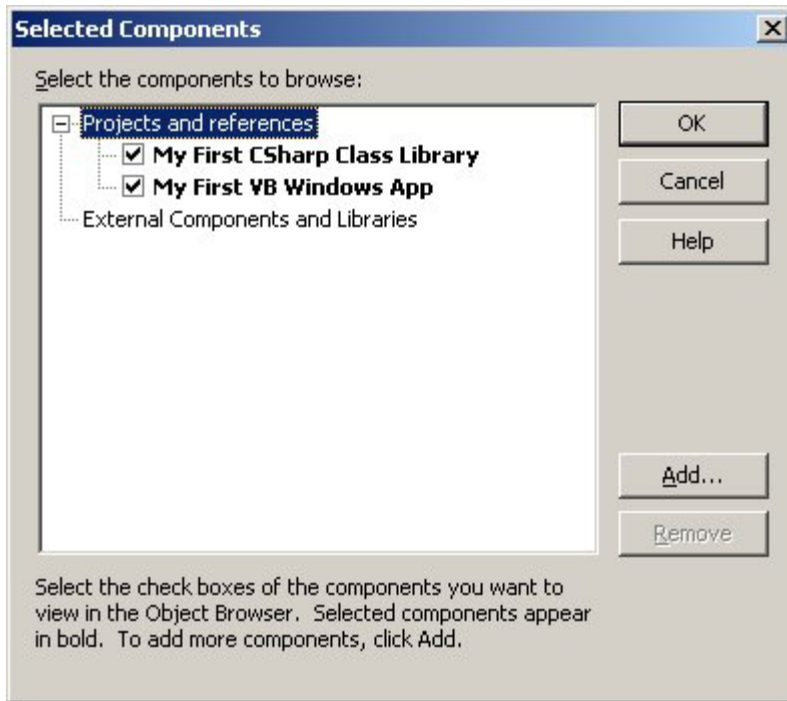 Selected Components
Select the components to browse:
Projects and references
My First CSharp Class Library
My First VB Windows App
External Components and Libraries
OK
Cancel
Help
Add...
Remove
Select the check boxes of the components you want to
view in the Object Browser.  Selected components appear
in bold.  To add more components, click Add.